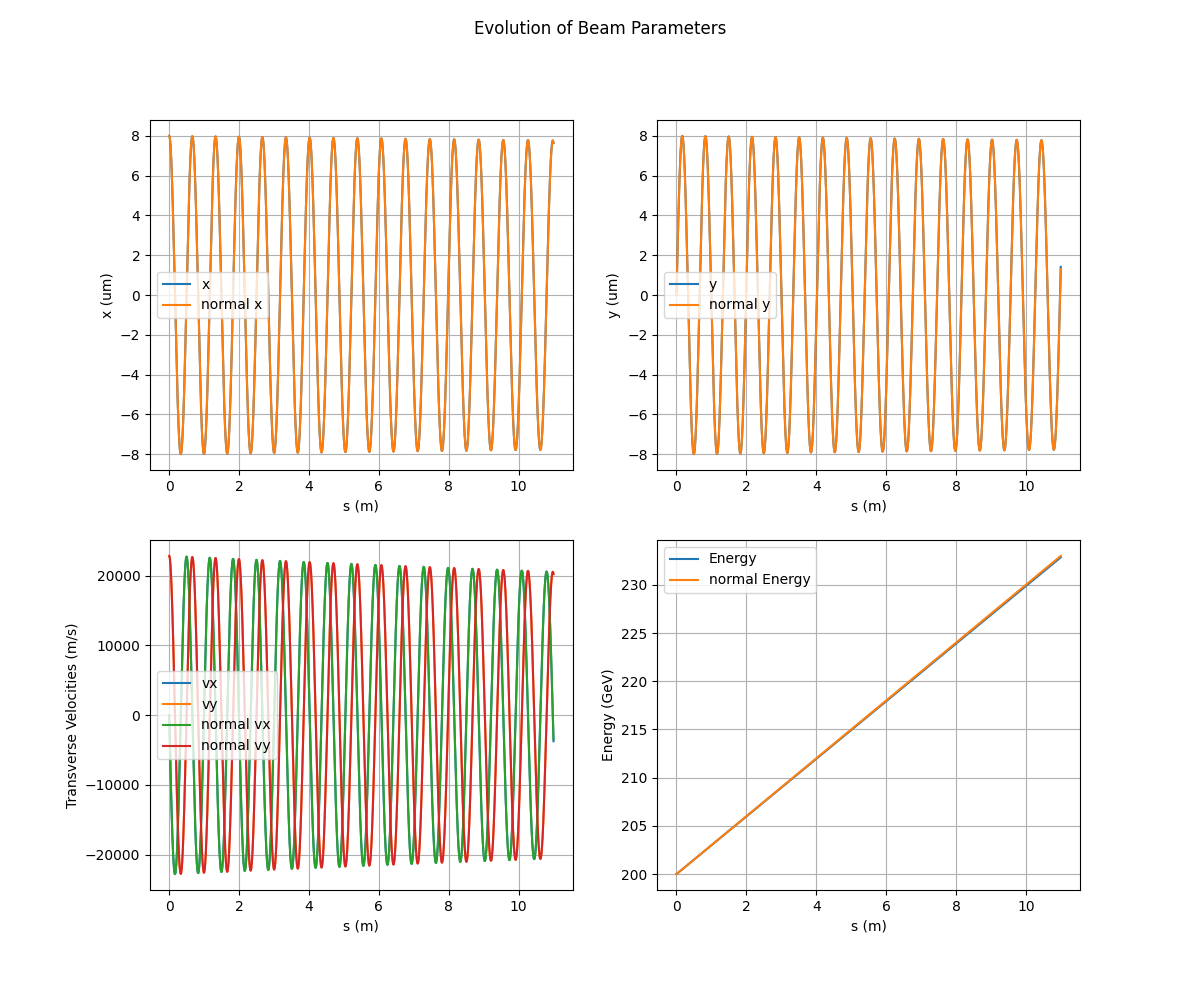 Evolution of Beam Parameters
8
6
4
2
0
−2
−4
−6
−8
x (um)
x
normal x
0 2 4 6 8 10
s (m)
8
6
4
2
0
−2
−4
−6
−8
y (um)
y
normal y
0 2 4 6 8 10
s (m)
20000
10000
0
−10000
−20000
Transverse Velocities (m/s)
vx
vy
normal vx
normal vy
0 2 4 6 8 10
s (m)
Energy
normal Energy
230
225
220
215
210
205
200
Energy (GeV)
0 2 4 6 8 10
s (m)